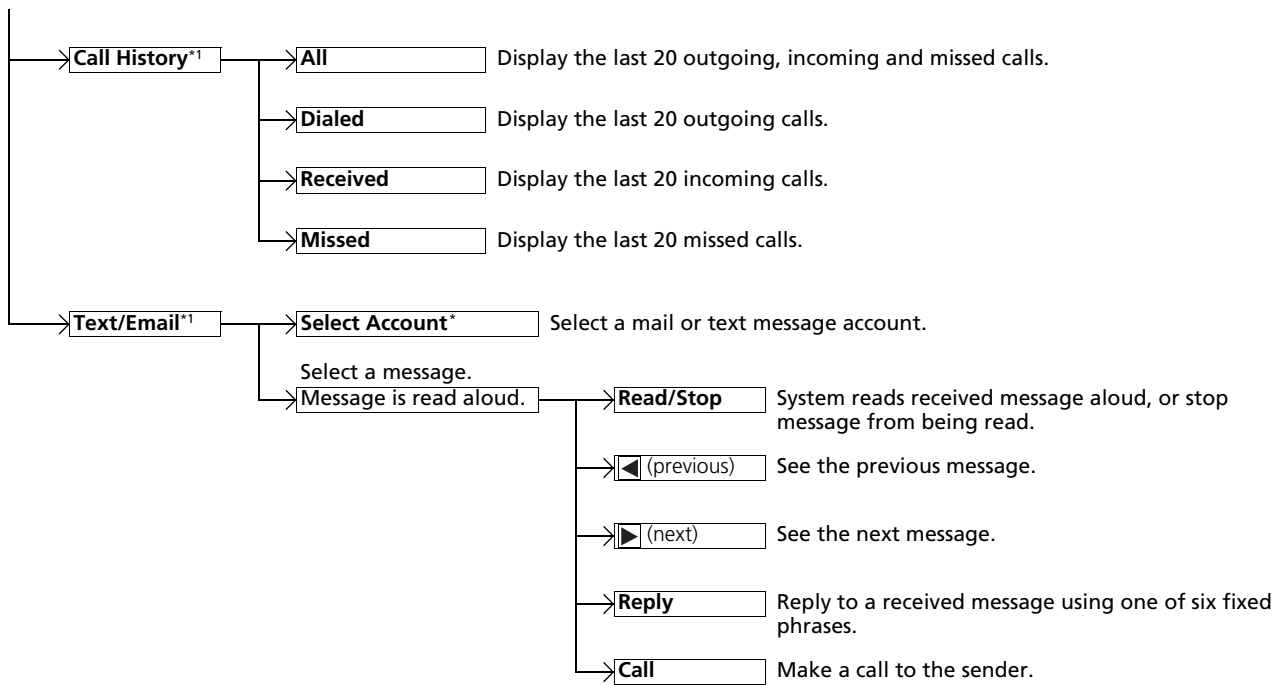 Call History*1
All
Display the last 20 outgoing, incoming and missed calls.
Dialed
Display the last 20 outgoing calls.
Received
Display the last 20 incoming calls.
Missed
Display the last 20 missed calls.
Text/Email*1
Select Account*
Select a mail or text message account.
Select a message.
Message is read aloud.
Read/Stop
System reads received message aloud, or stop
message from being read.
◀ (previous)
See the previous message.
▶ (next)
See the next message.
Reply
Reply to a received message using one of six fixed
phrases.
Call
Make a call to the sender.